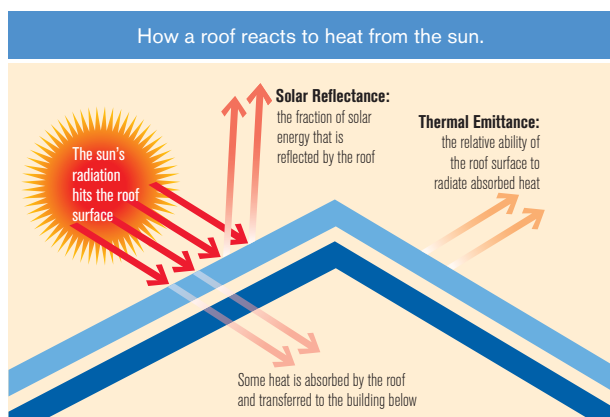 How a roof reacts to heat from the sun.
The sun's
radiation
hits the roof
surface
Solar Reflectance:
the fraction of solar
energy that is
reflected by the roof
Thermal Emittance:
the relative ability of
the roof surface to
radiate absorbed heat
Some heat is absorbed by the roof
and transferred to the building below